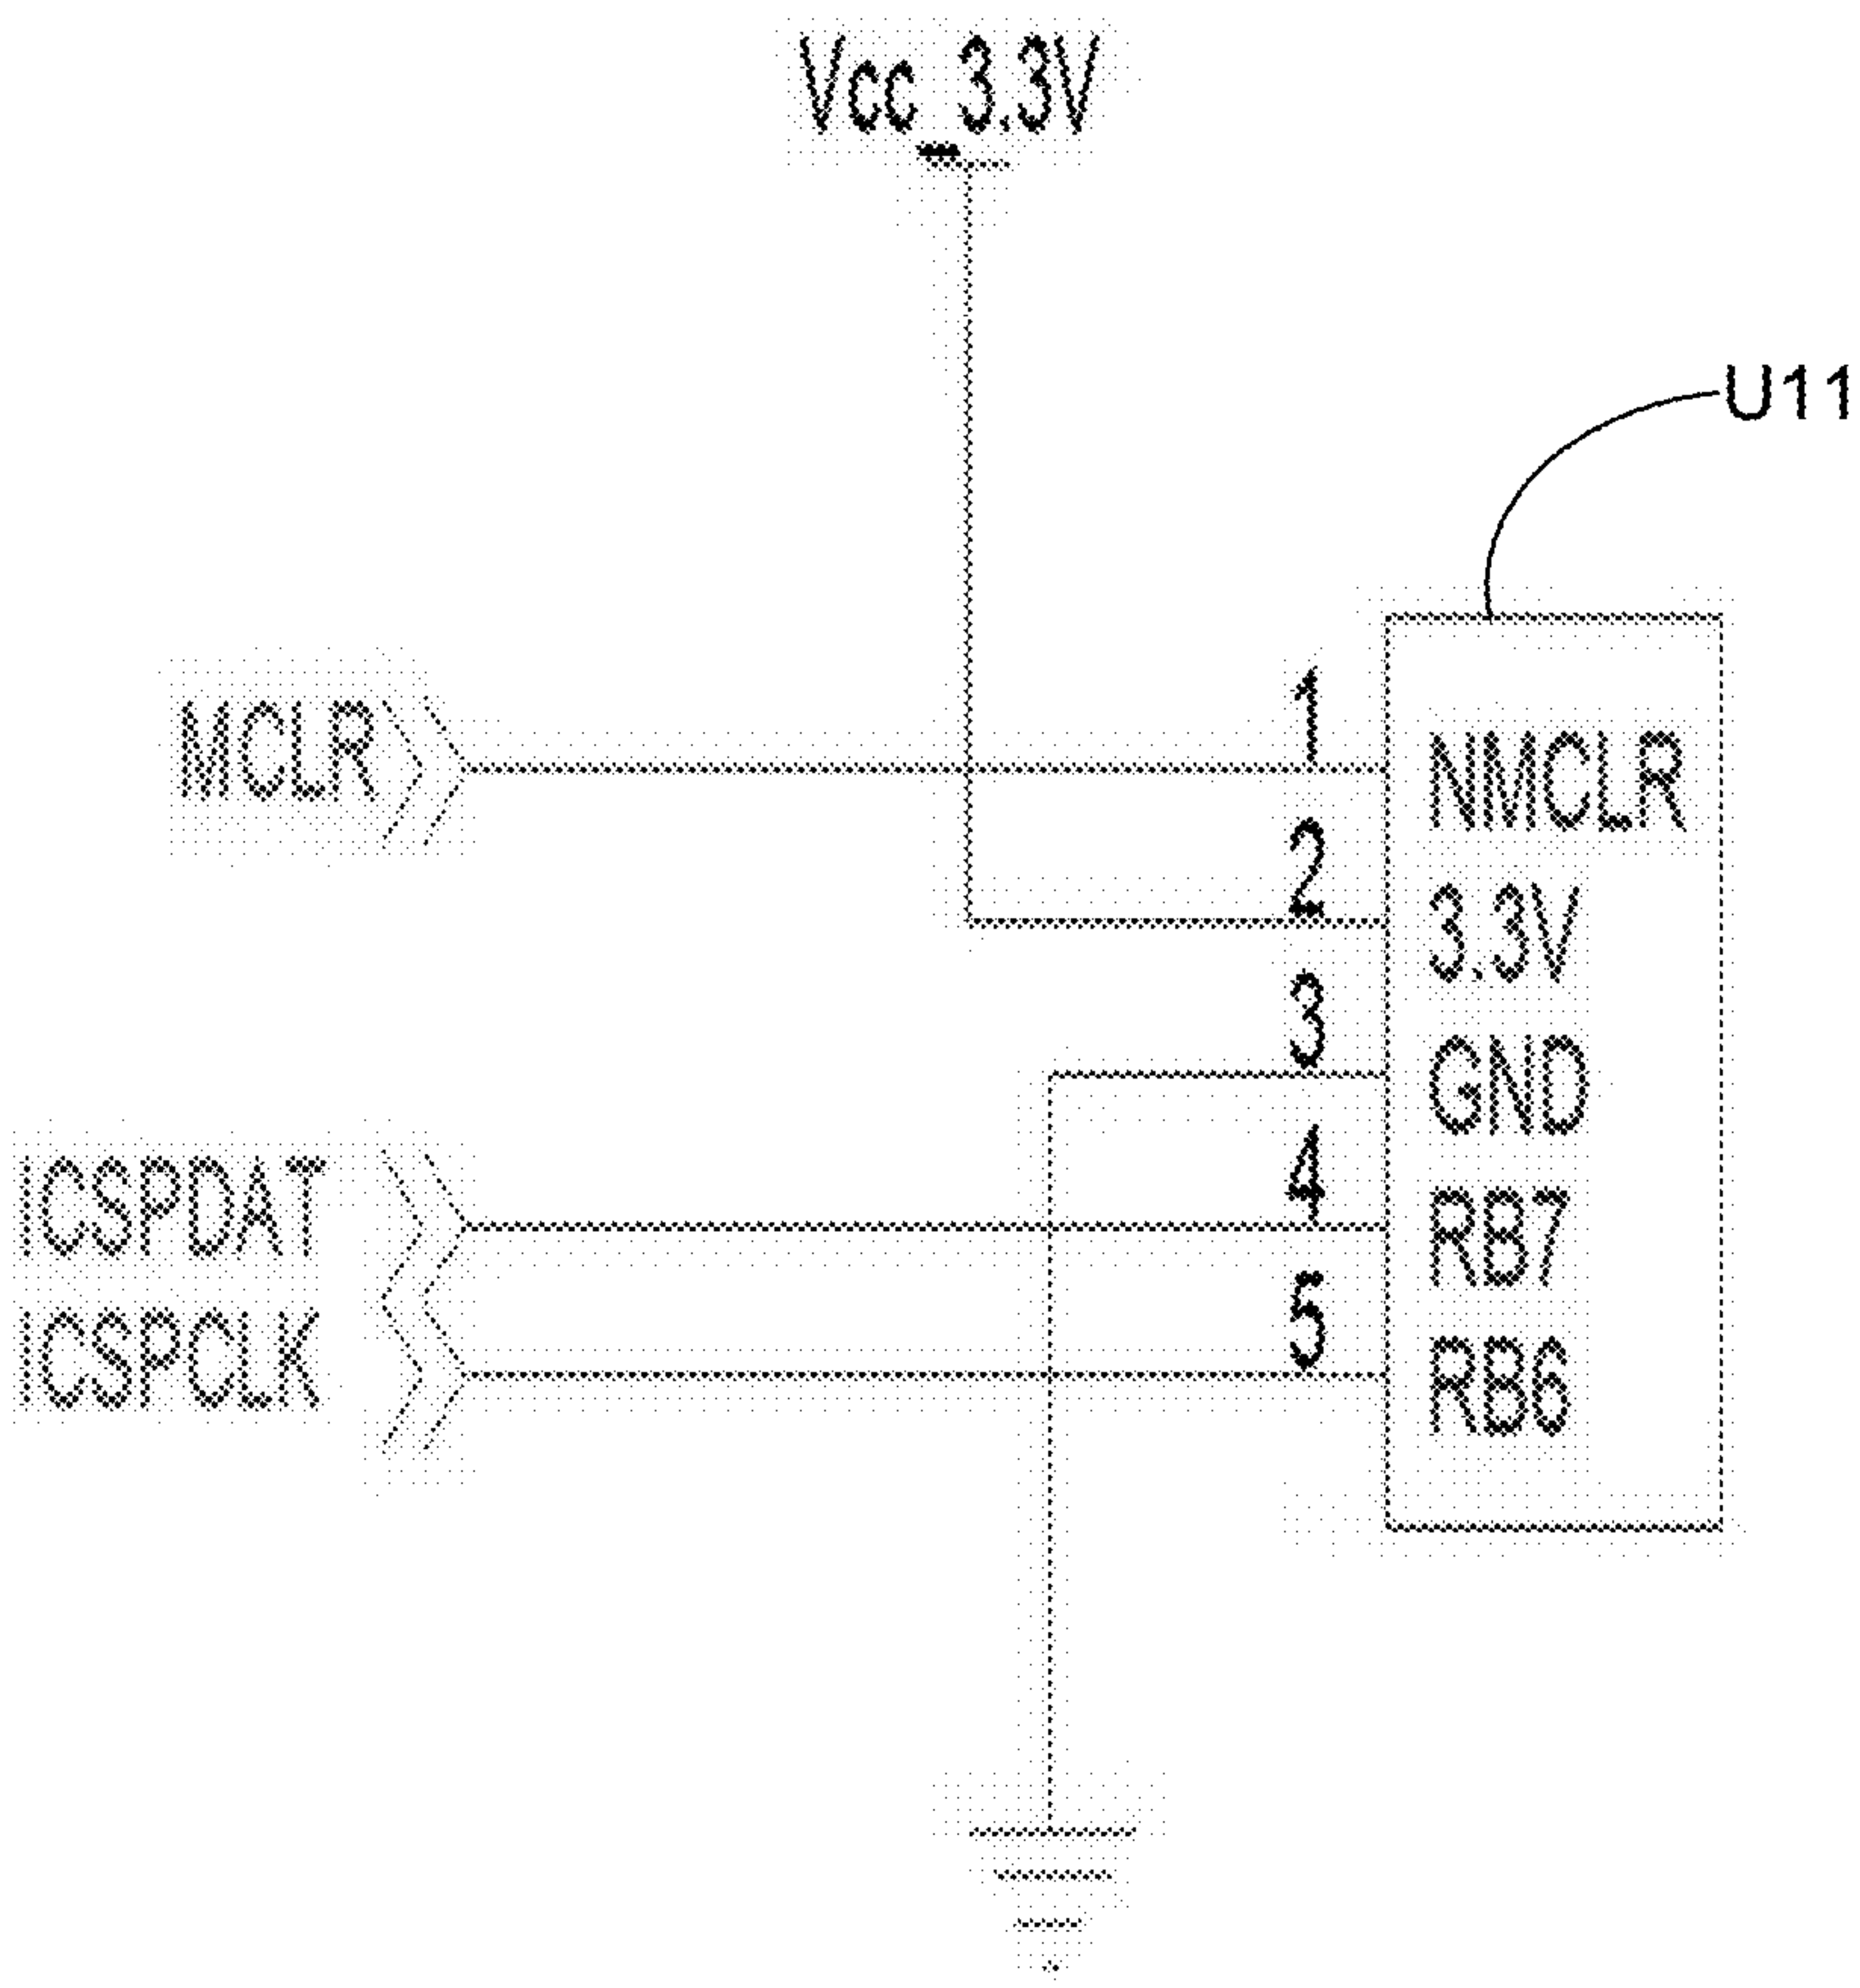 Vcc_3.3V
U11
MCLR
1
NMCLR
2
3.3V
3
GND
ICSPDAT
4
RB7
ICSPCLK
5
RB6